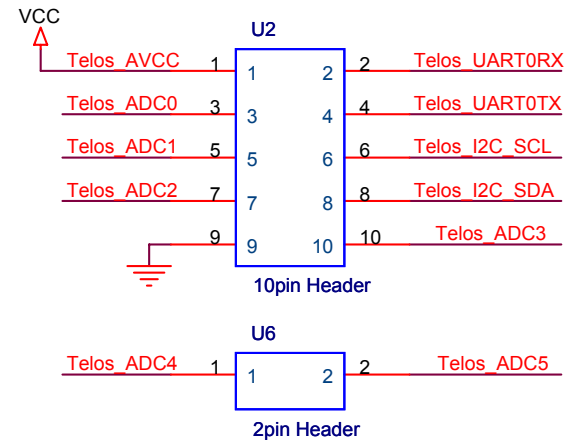 VCC
U2
Telos_AVCC 1 1 2 2 Telos_UART0RX
Telos_ADC0 3 3 4 4 Telos_UART0TX
Telos_ADC1 5 5 6 6 Telos_I2C_SCL
Telos_ADC2 7 7 8 8 Telos_I2C_SDA
9 9 10 10 Telos_ADC3
10pin Header
U6
Telos_ADC4 1 1 2 2 Telos_ADC5
2pin Header